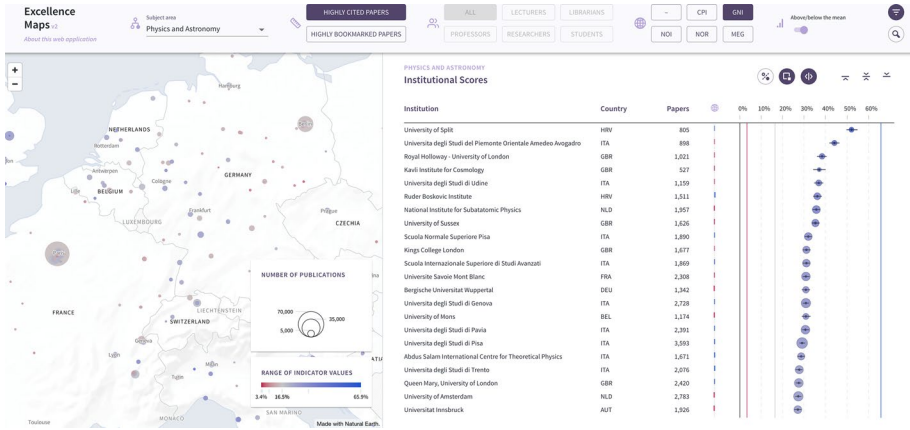 Excellence
Maps v2
About this web application
Subject area
Physics and Astronomy
HIGHLY CITED PAPERS
HIGHLY BOOKMARKED PAPERS
ALL LECTURERS LIBRARIANS
PROFESSORS RESEARCHERS STUDENTS
– CPI GNI
NOI NOR MEG
Above/below the mean
+
−
Hamburg
NETHERLANDS
Rotterdam
Antwerpen
Cologne
GERMANY
BELGIUM
Frankfurt
Prague
LUXEMBOURG
CZECHIA
FRANCE
LIECHTENSTEIN
SWITZERLAND
Geneva
Lyon
Milan
Turin
MONACO
SAN MARINO
Toulouse
NUMBER OF PUBLICATIONS
70,000
35,000
5,000
RANGE OF INDICATOR VALUES
3.4% 16.5% 65.9%
Made with Natural Earth.
PHYSICS AND ASTRONOMY
Institutional Scores
Institution Country Papers 0% 10% 20% 30% 40% 50% 60%
University of Split HRV 805
Universita degli Studi del Piemonte Orientale Amedeo Avogadro ITA 898
Royal Holloway - University of London GBR 1,021
Kavli Institute for Cosmology GBR 527
Universita degli Studi di Udine ITA 1,159
Ruder Boskovic Institute HRV 1,511
National Institute for Subatomatic Physics NLD 1,957
University of Sussex GBR 1,626
Scuola Normale Superiore Pisa ITA 1,890
Kings College London GBR 1,677
Scuola Internazionale Superiore di Studi Avanzati ITA 1,869
Universite Savoie Mont Blanc FRA 2,308
Bergische Universitat Wuppertal DEU 1,342
Universita degli Studi di Genova ITA 2,728
University of Mons BEL 1,174
Universita degli Studi di Pavia ITA 2,391
Universita degli Studi di Pisa ITA 3,593
Abdus Salam International Centre for Theoretical Physics ITA 1,671
Universita degli Studi di Trento ITA 2,076
Queen Mary, University of London GBR 2,420
University of Amsterdam NLD 2,783
Universitat Innsbruck AUT 1,926